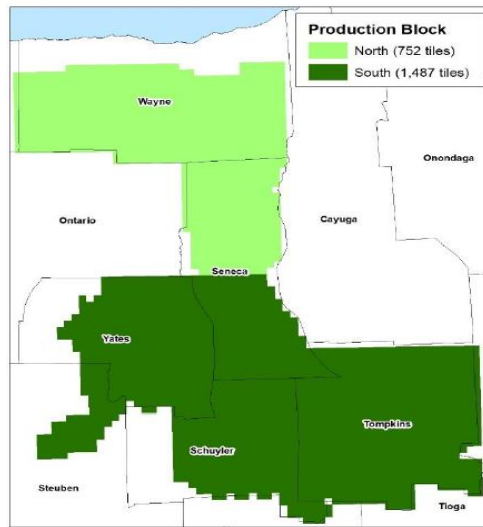 Production Block
North (752 tiles)
South (1,487 tiles)
Wayne
Onondaga
Ontario
Cayuga
Seneca
Yates
Tompkins
Schuyler
Steuben
Tioga